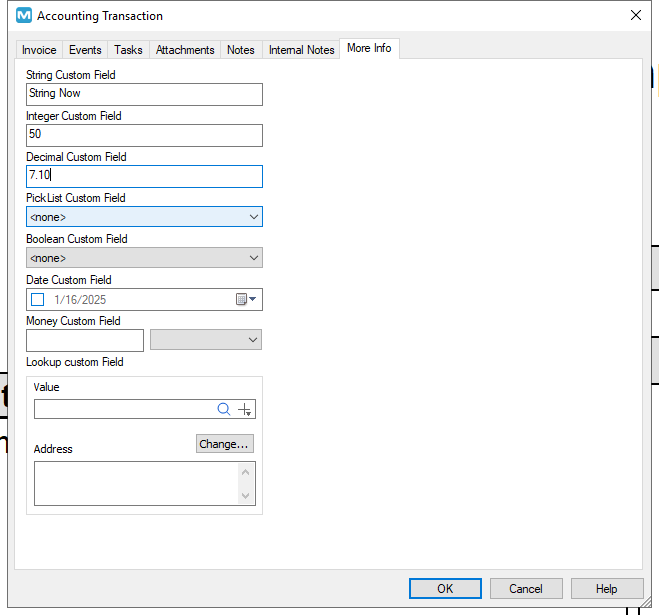 Accounting Transaction
Invoice Events Tasks Attachments Notes Internal Notes More Info
String Custom Field
String Now
Integer Custom Field
50
Decimal Custom Field
7.10
PickList Custom Field
<none>
Boolean Custom Field
<none>
Date Custom Field
1/16/2025
Money Custom Field
Lookup custom Field
Value
Change...
Address
OK Cancel Help